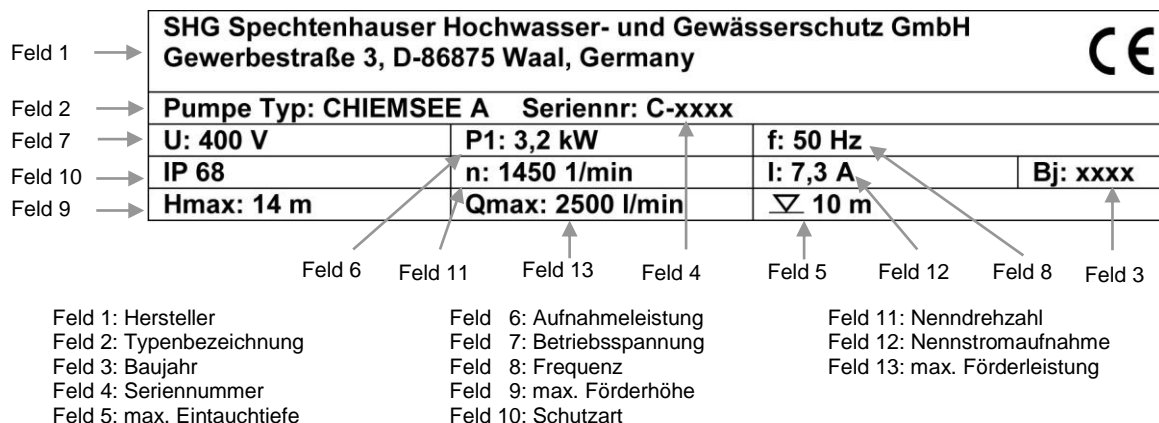 SHG Spechtenhauser Hochwasser- und Gewässerschutz GmbH
Feld 1
Gewerbestraße 3, D-86875 Waal, Germany
CE
Feld 2
Pumpe Typ: CHIEMSEE A Seriennr: C-xxxx
Feld 7
U: 400 V P1: 3,2 kW f: 50 Hz
Feld 10
IP 68 n: 1450 1/min I: 7,3 A Bj: xxxx
Feld 9
Hmax: 14 m Qmax: 2500 l/min 10 m
Feld 6 Feld 11 Feld 13 Feld 4 Feld 5 Feld 12 Feld 8 Feld 3
Feld 1: Hersteller
Feld 2: Typenbezeichnung
Feld 3: Baujahr
Feld 4: Seriennummer
Feld 5: max. Eintauchtiefe
Feld 6: Aufnahmeleistung
Feld 7: Betriebsspannung
Feld 8: Frequenz
Feld 9: max. Förderhöhe
Feld 10: Schutzart
Feld 11: Nenndrehzahl
Feld 12: Nennstromaufnahme
Feld 13: max. Förderleistung